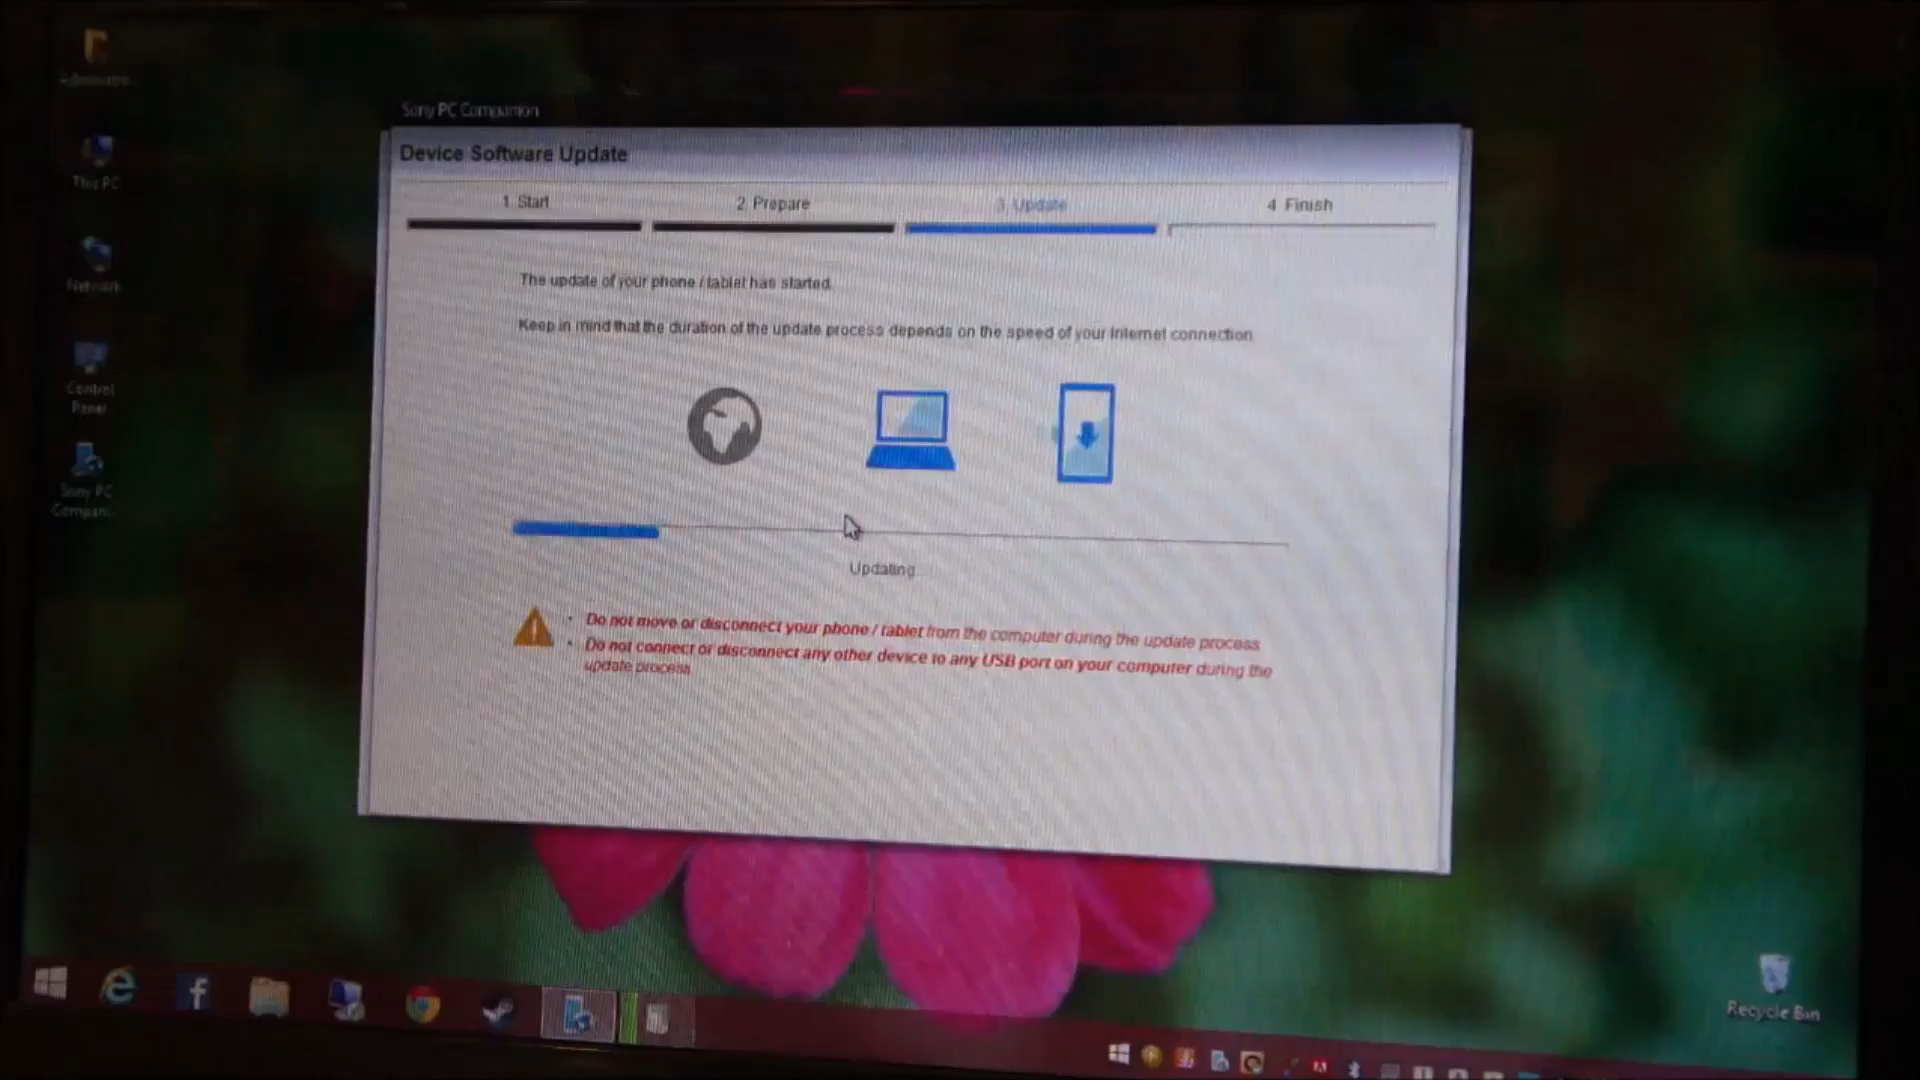 Sony PC Companion
Device Software Update
1 Start
2 Prepare
3 Update
4 Finish
The update of your phone / tablet has started.
Keep in mind that the duration of the update process depends on the speed of your Internet connection.
Updating...
• Do not move or disconnect your phone / tablet from the computer during the update process.
• Do not connect or disconnect any other device to any USB port on your computer during the
update process.
Administra...
This PC
Network
Control
Panel
Sony PC
Compani...
Recycle Bin